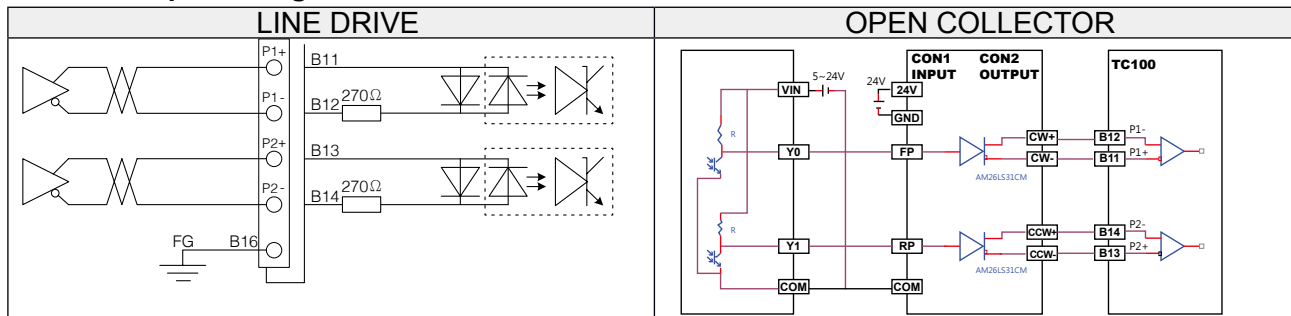 LINE DRIVE
P1+
B11
P1-
B12
270Ω
P2+
B13
P2-
B14
270Ω
FG
B16
OPEN COLLECTOR
VIN
5~24V
R
Y0
R
Y1
COM
CON1
INPUT
CON2
OUTPUT
24V
24V
GND
FP
CW+
CW-
AM26LS31CM
RP
CCW+
CCW-
AM26LS31CM
COM
TC100
B12
P1-
B11
P1+
B14
P2-
B13
P2+